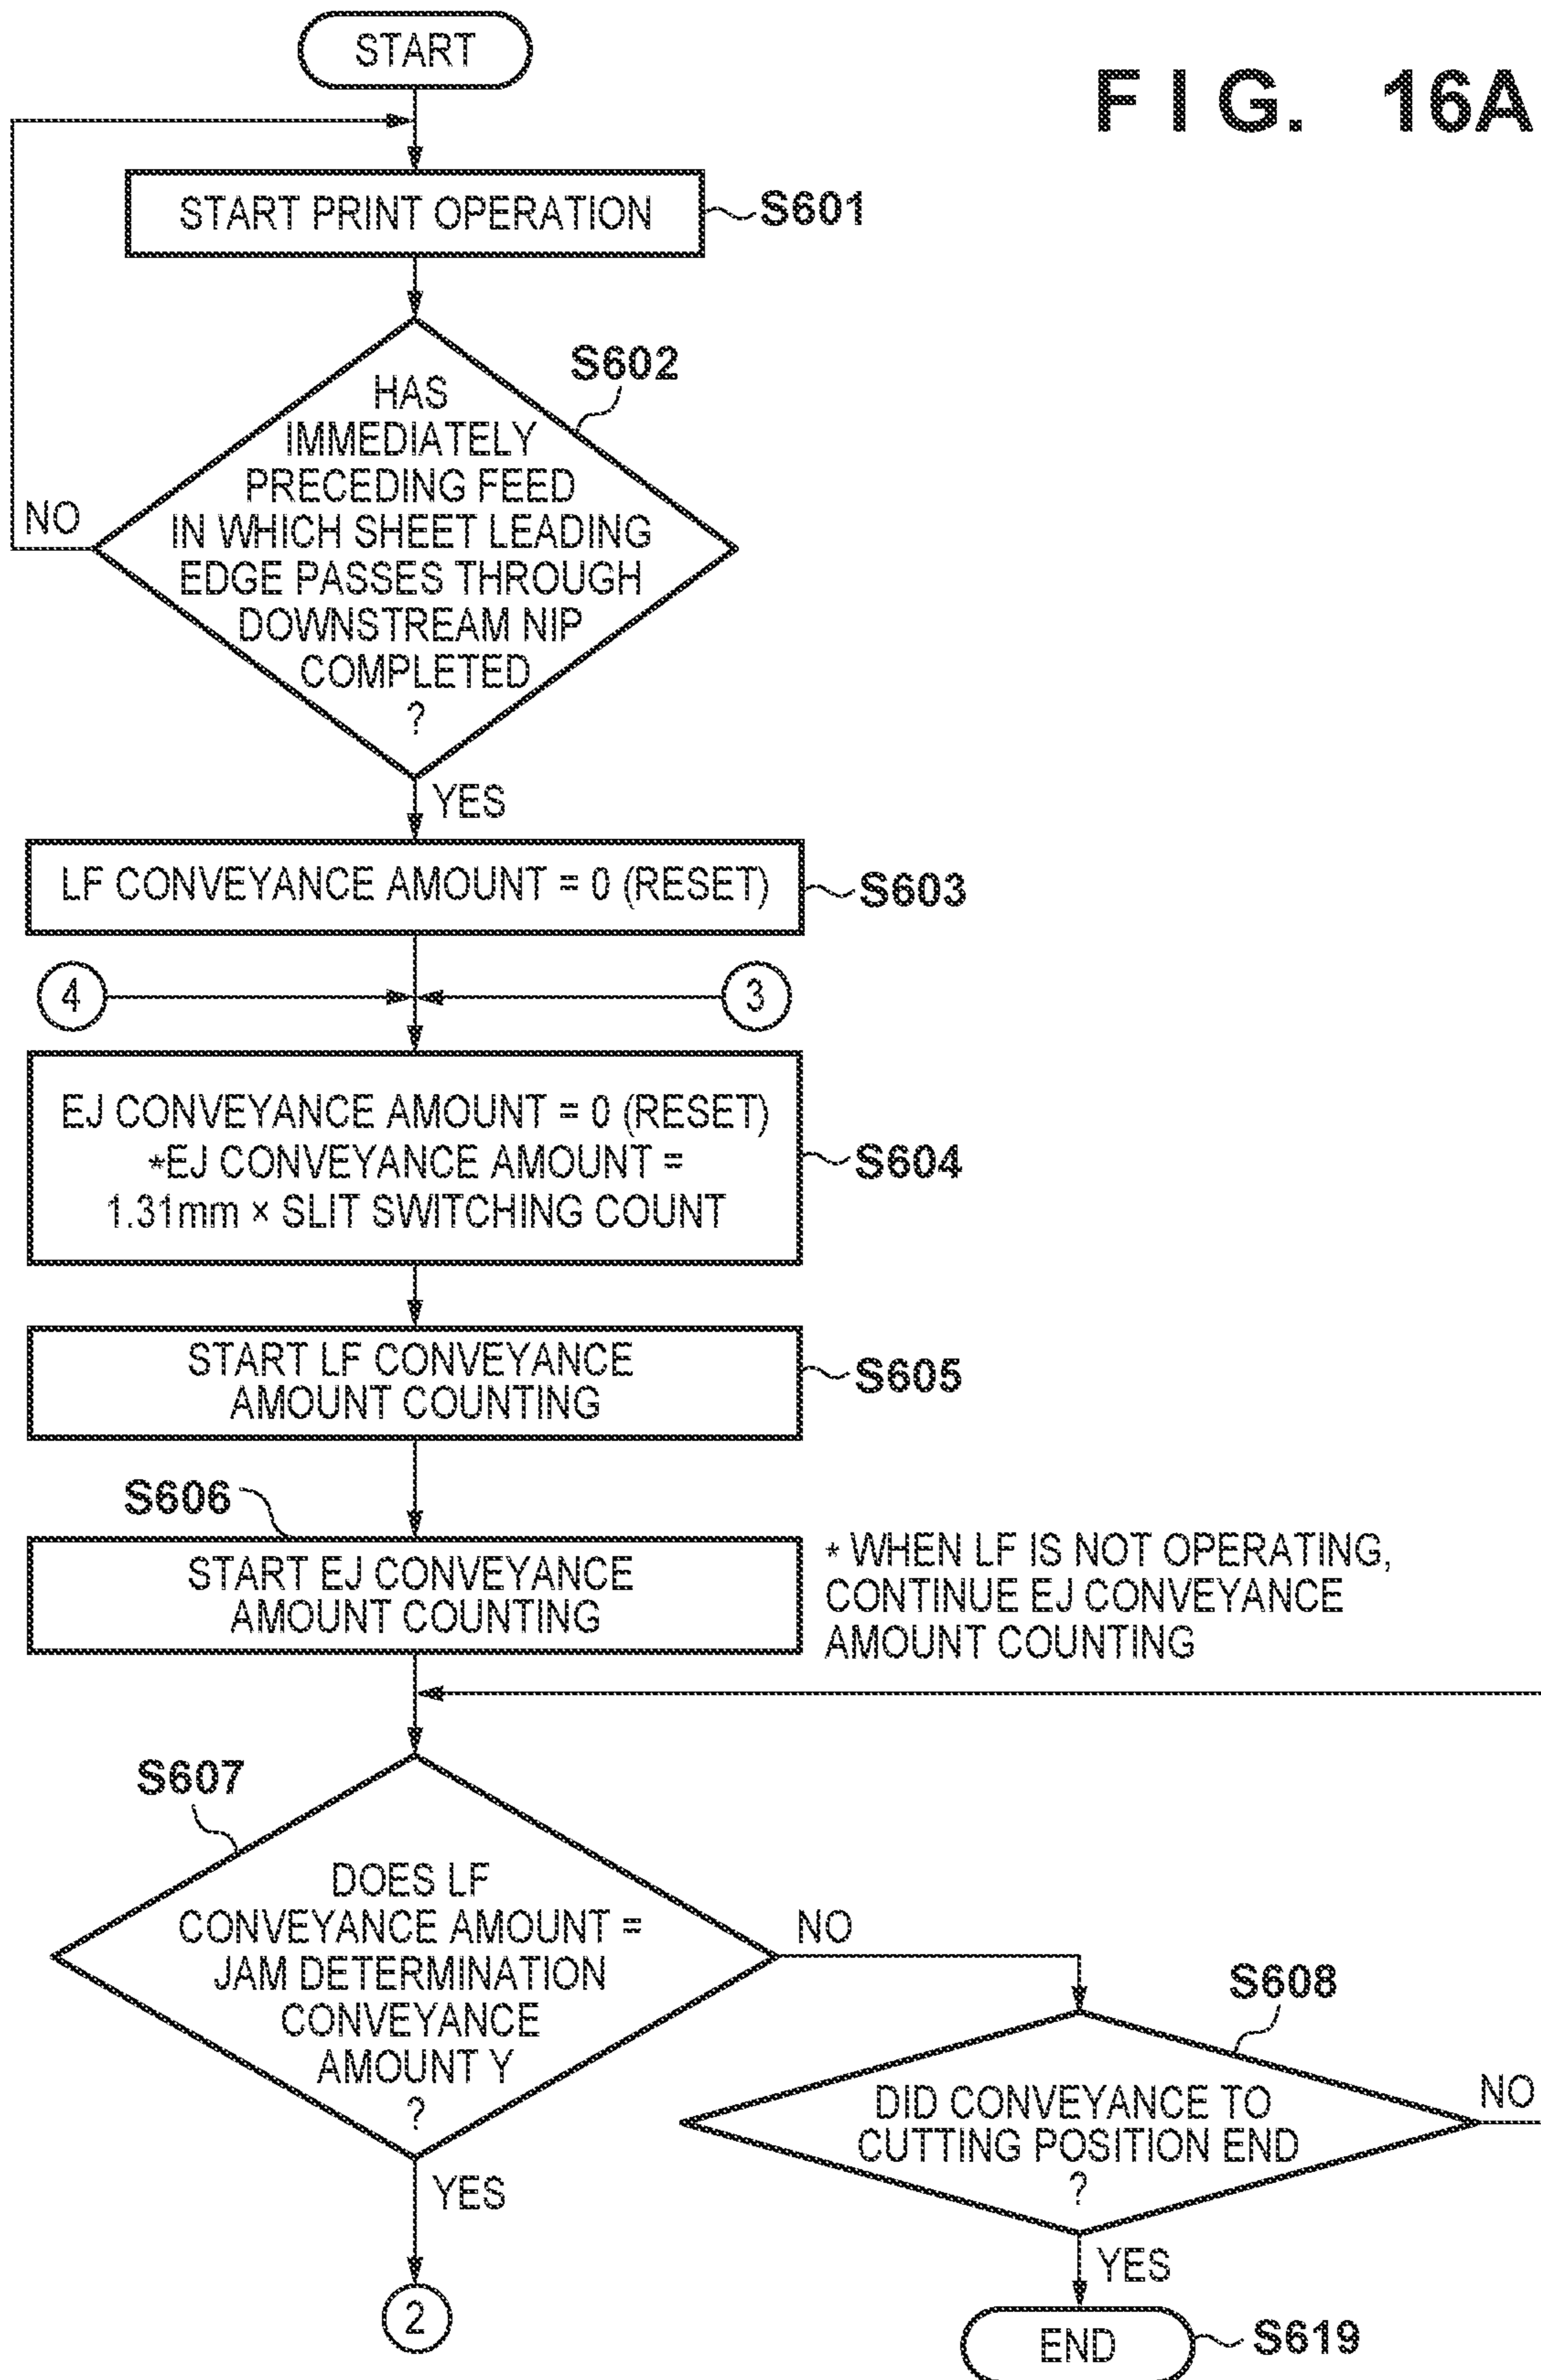 START
FIG. 16A
START PRINT OPERATION
S601
S602
HAS
IMMEDIATELY
PRECEDING FEED
IN WHICH SHEET LEADING
EDGE PASSES THROUGH
DOWNSTREAM NIP
COMPLETED
?
NO
YES
LF CONVEYANCE AMOUNT = 0 (RESET)
S603
4
3
EJ CONVEYANCE AMOUNT = 0 (RESET)
*EJ CONVEYANCE AMOUNT =
1.31mm × SLIT SWITCHING COUNT
S604
START LF CONVEYANCE
AMOUNT COUNTING
S605
S606
START EJ CONVEYANCE
AMOUNT COUNTING
* WHEN LF IS NOT OPERATING,
CONTINUE EJ CONVEYANCE
AMOUNT COUNTING
S607
DOES LF
CONVEYANCE AMOUNT =
JAM DETERMINATION
CONVEYANCE
AMOUNT Y
?
NO
YES
2
S608
DID CONVEYANCE TO
CUTTING POSITION END
?
NO
YES
END
S619